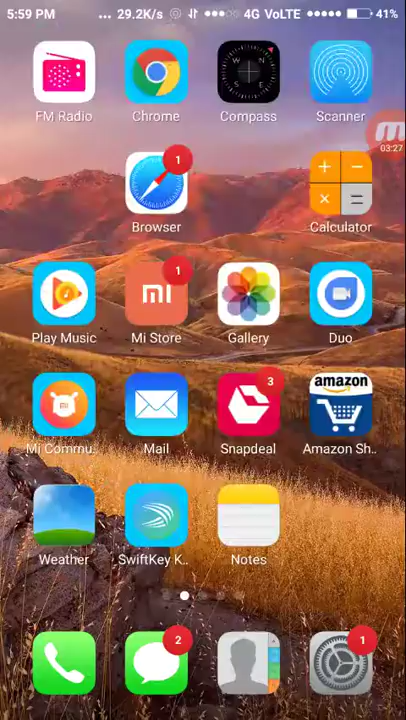 5:59 PM ... 29.2K/s 4G VoLTE 41%
FM Radio Chrome Compass Scanner
03:27
1
Browser Calculator
1
mi
Play Music Mi Store Gallery Duo
3
amazon
mi
Mi Commu.. Mail Snapdeal Amazon Sh..
Weather SwiftKey K.. Notes
2 1